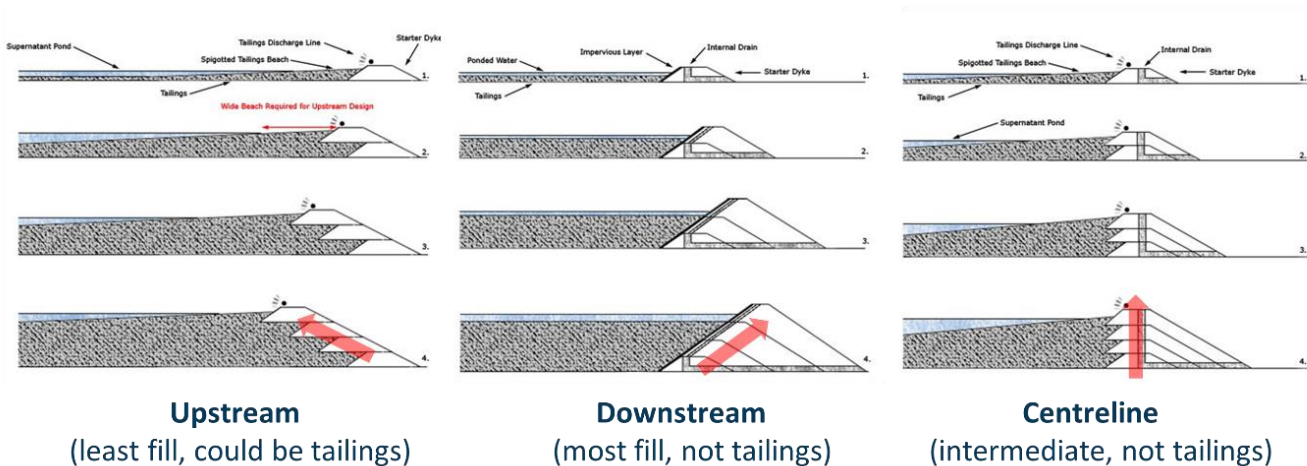 Supernatant Pond
Tailings Discharge Line
Starter Dyke
Spigotted Tailings Beach
1.
Tailings
Wide Beach Required for Upstream Design
2.
3.
4.
Upstream
(least fill, could be tailings)
Ponded Water
Impervious Layer
Internal Drain
Starter Dyke
1.
Tailings
2.
3.
4.
Downstream
(most fill, not tailings)
Tailings Discharge Line
Internal Drain
Spigotted Tailings Beach
Starter Dyke
1.
Tailings
Supernatant Pond
2.
3.
4.
Centreline
(intermediate, not tailings)